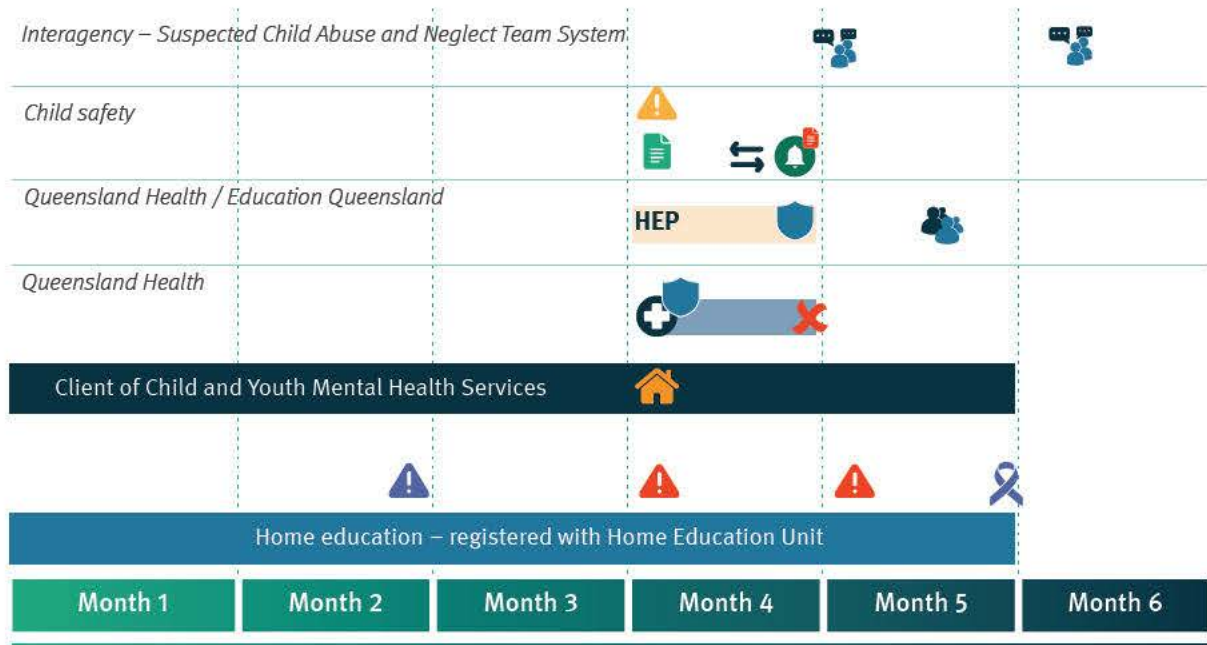 Interagency – Suspected Child Abuse and Neglect Team System
Child safety
Queensland Health / Education Queensland
HEP
Queensland Health
Client of Child and Youth Mental Health Services
Home education – registered with Home Education Unit
Month 1
Month 2
Month 3
Month 4
Month 5
Month 6